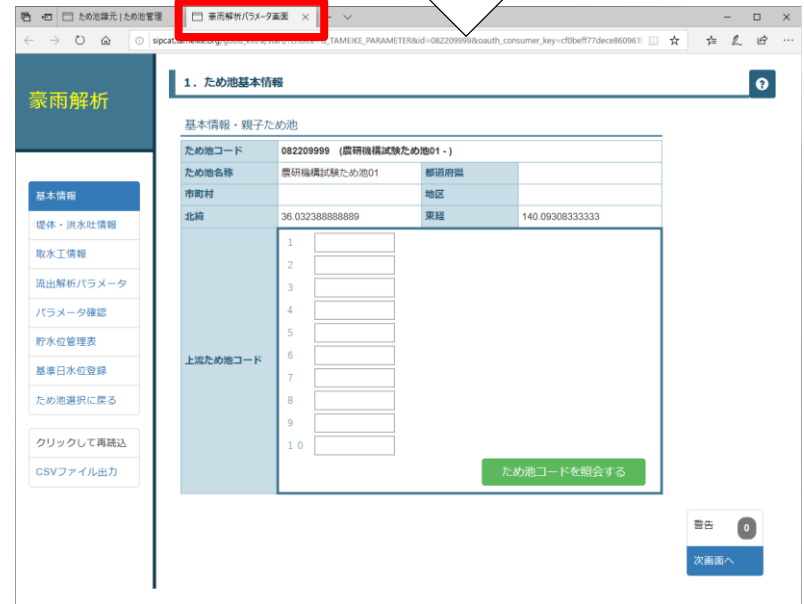 ため池諸元 | ため池管理
豪雨解析パラメータ画面
豪雨解析
基本情報
堤体・洪水吐情報
取水工情報
流出解析パラメータ
パラメータ確認
貯水位管理表
基準日水位登録
ため池選択に戻る
クリックして再読込
CSVファイル出力
1. ため池基本情報
基本情報・親子ため池
ため池コード 082209999 (農研機構試験ため池01 - )
ため池名称 農研機構試験ため池01 都道府県
市町村 地区
北緯 36.032388888889 東経 140.09308333333
上流ため池コード
1
2
3
4
5
6
7
8
9
10
ため池コードを照会する
警告 0
次画面へ